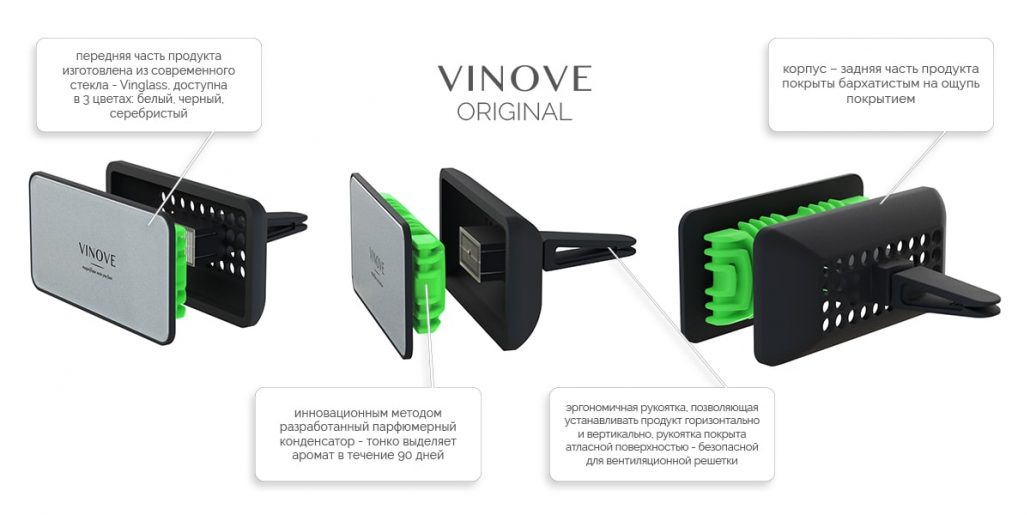 передняя часть продукта
изготовлена из современного
стекла - Vinglass, доступна
в 3 цветах: белый, черный,
серебристый
VINOVE
ORIGINAL
корпус – задняя часть продукта
покрыты бархатистым на ощупь
покрытием
VINOVE
VINOVE
инновационным методом
разработанный парфюмерный
конденсатор - тонко выделяет
аромат в течение 90 дней
эргономичная рукоятка, позволяющая
устанавливать продукт горизонтально
и вертикально, рукоятка покрыта
атласной поверхностью - безопасной
для вентиляционной решетки